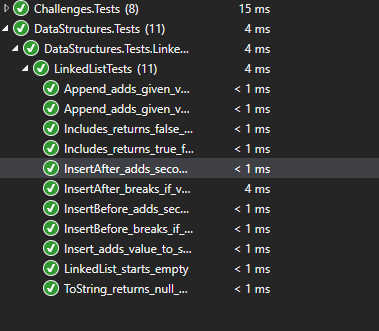 Challenges.Tests (8) 15 ms
DataStructures.Tests (11) 4 ms
DataStructures.Tests.Linke... 4 ms
LinkedListTests (11) 4 ms
Append_adds_given_v... < 1 ms
Append_adds_given_v... < 1 ms
Includes_returns_false_... < 1 ms
Includes_returns_true_f... < 1 ms
InsertAfter_adds_seco... < 1 ms
InsertAfter_breaks_if_v... 4 ms
InsertBefore_adds_sec... < 1 ms
InsertBefore_breaks_if_... < 1 ms
Insert_adds_value_to_s... < 1 ms
LinkedList_starts_empty < 1 ms
ToString_returns_null_... < 1 ms